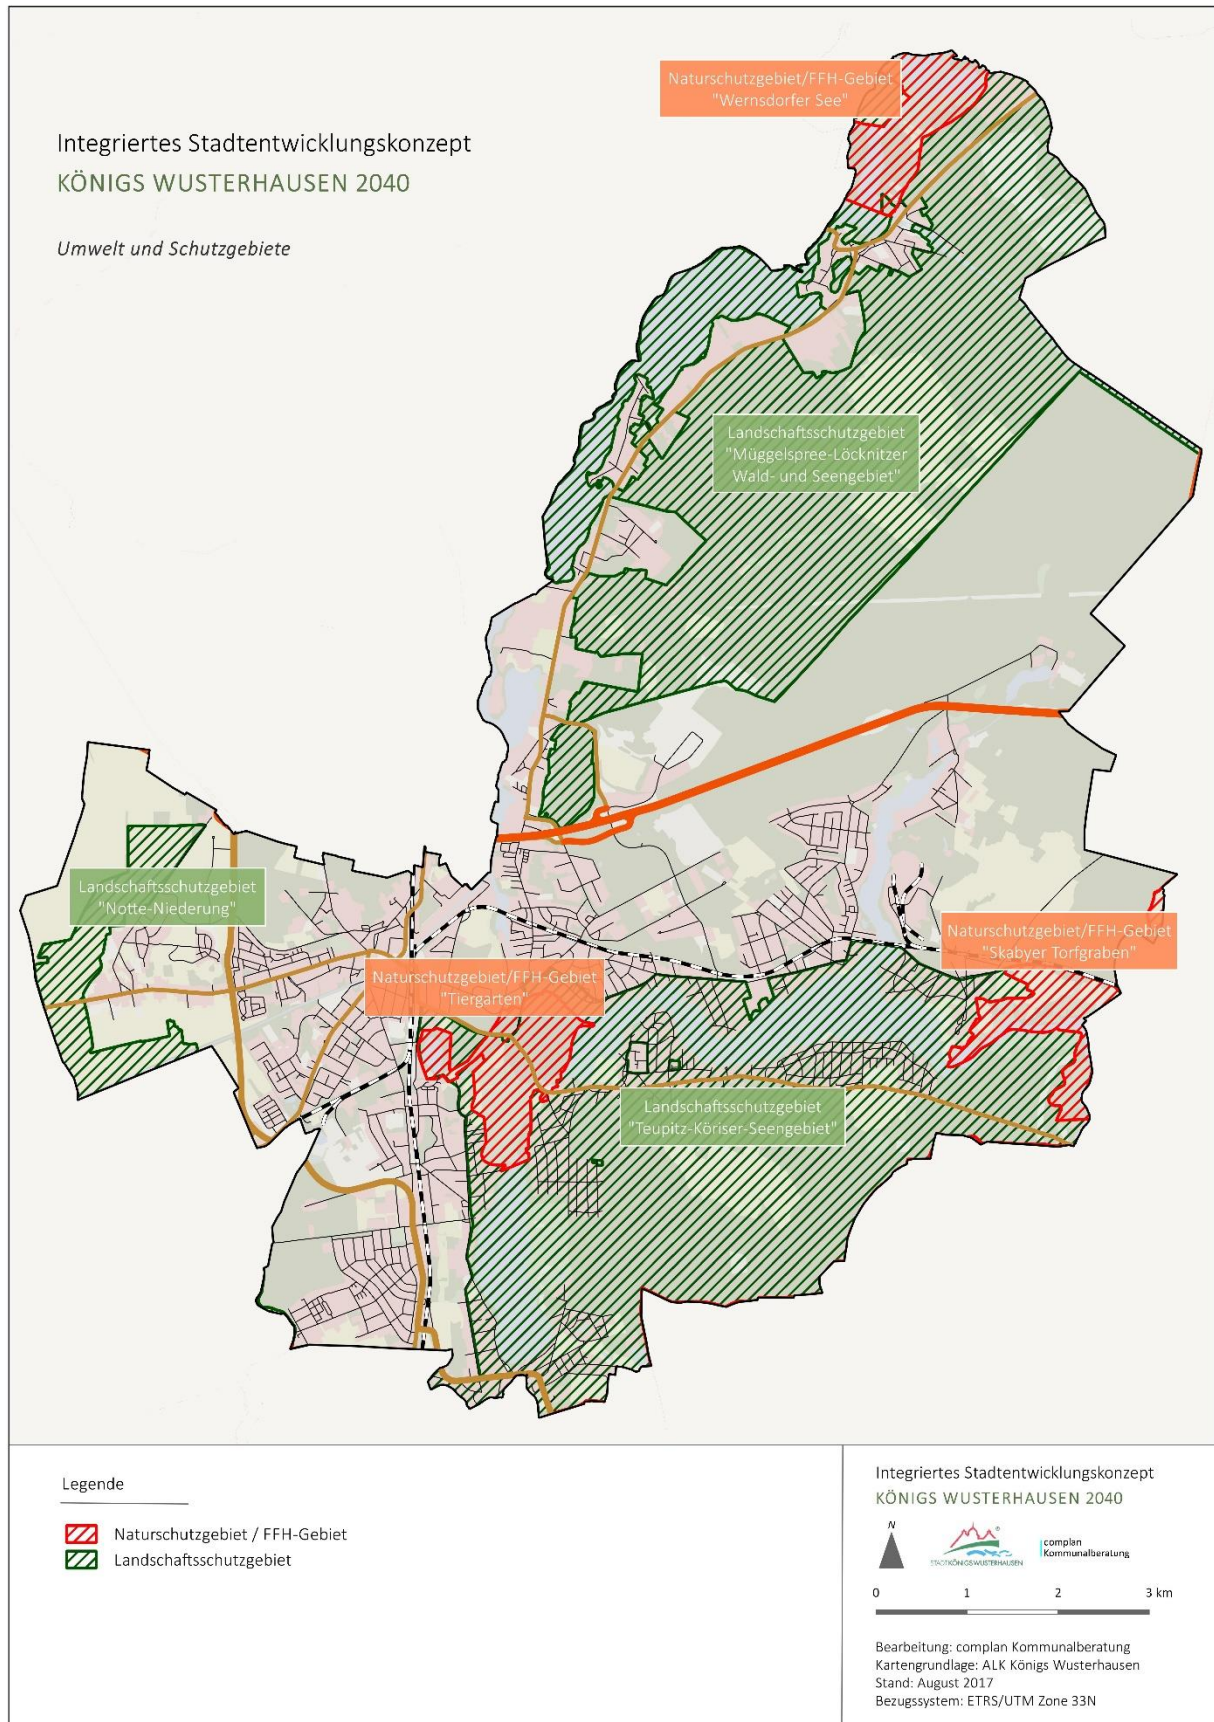 Integriertes Stadtentwicklungskonzept
KÖNIGS WUSTERHAUSEN 2040
Umwelt und Schutzgebiete
Naturschutzgebiet/FFH-Gebiet
"Wernsdorfer See"
Landschaftsschutzgebiet
"Müggelspree-Löcknitzer
Wald- und Seengebiet"
Landschaftsschutzgebiet
"Notte-Niederung"
Naturschutzgebiet/FFH-Gebiet
"Skabyer Torfgraben"
Naturschutzgebiet/FFH-Gebiet
"Tiergarten"
Landschaftsschutzgebiet
"Teupitz-Köriser-Seengebiet"
Legende
Naturschutzgebiet / FFH-Gebiet
Landschaftsschutzgebiet
Integriertes Stadtentwicklungskonzept
KÖNIGS WUSTERHAUSEN 2040
N
STADTKÖNIGSWUSTERHAUSEN
complan
Kommunalberatung
0 1 2 3 km
Bearbeitung: complan Kommunalberatung
Kartengrundlage: ALK Königs Wusterhausen
Stand: August 2017
Bezugssystem: ETRS/UTM Zone 33N